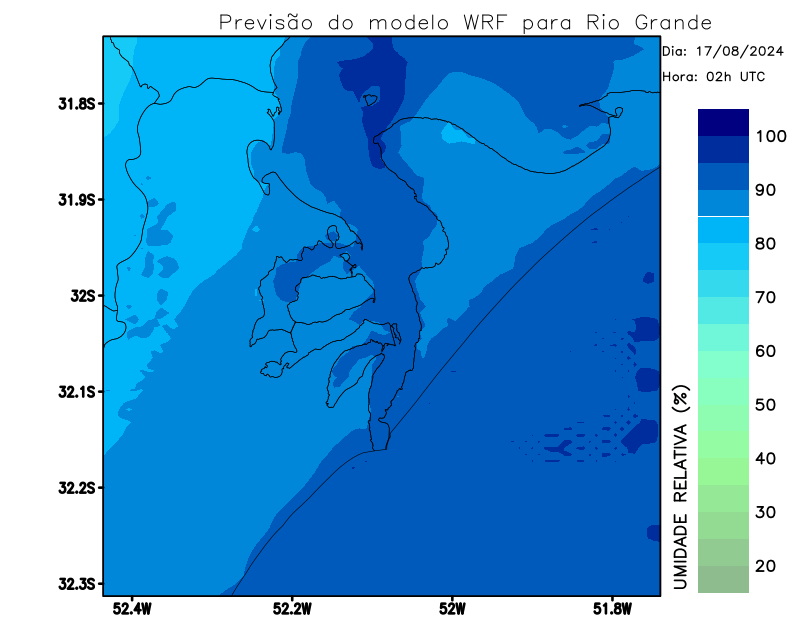 Previsão do modelo WRF para Rio Grande
Dia: 17/08/2024
Hora: 02h UTC
31.8S
31.9S
32S
32.1S
32.2S
32.3S
52.4W
52.2W
52W
51.8W
UMIDADE RELATIVA (%)
100
90
80
70
60
50
40
30
20